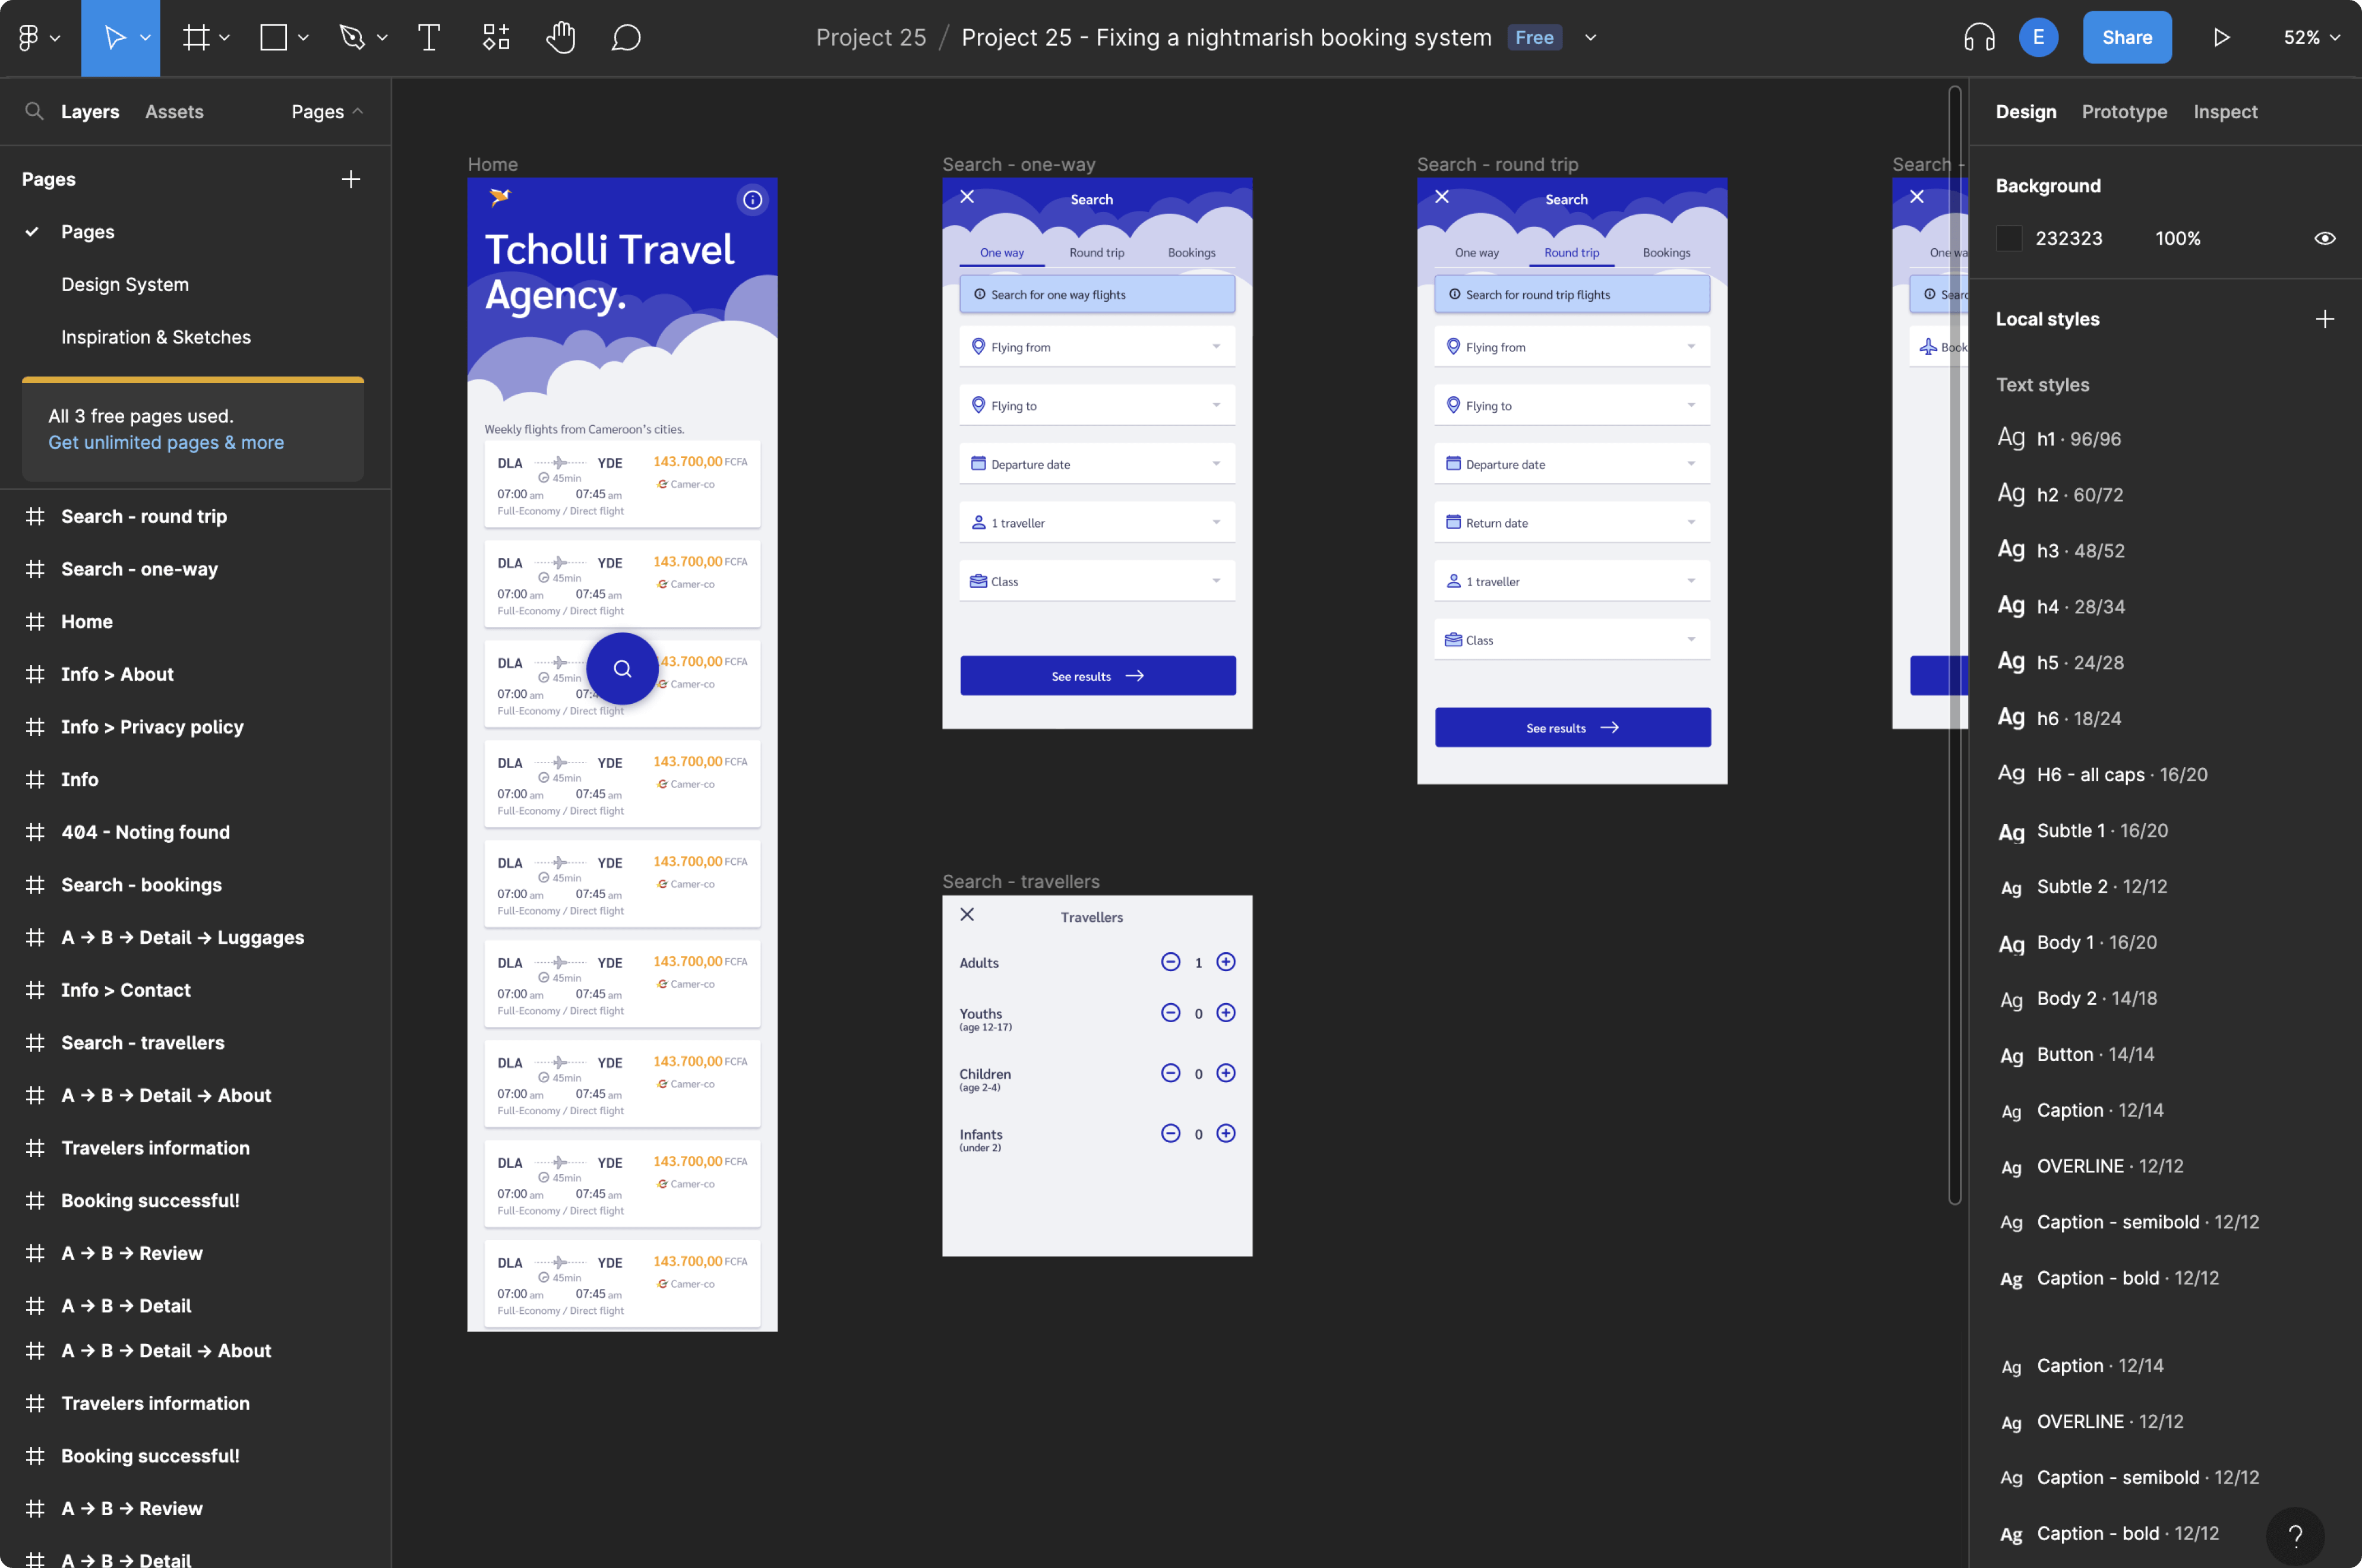 Project 25 / Project 25 - Fixing a nightmarish booking system Free
E
Share
52%
Layers Assets Pages
Pages
Pages
Design System
Inspiration & Sketches
All 3 free pages used.
Get unlimited pages & more
Search - round trip
Search - one-way
Home
Info > About
Info > Privacy policy
Info
404 - Noting found
Search - bookings
A → B → Detail → Luggages
Info > Contact
Search - travellers
A → B → Detail → About
Travelers information
Booking successful!
A → B → Review
A → B → Detail
A → B → Detail → About
Travelers information
Booking successful!
A → B → Review
A → B → Detail
Home
Tcholli Travel
Agency.
Weekly flights from Cameroon's cities.
DLA YDE 143.700,00 FCFA
45min Camer-co
07:00 am 07:45 am
Full-Economy / Direct flight
DLA YDE 143.700,00 FCFA
45min Camer-co
07:00 am 07:45 am
Full-Economy / Direct flight
DLA 43.700,00 FCFA
45min Camer-co
07:00 am 07:4
Full-Economy / Direct flight
DLA YDE 143.700,00 FCFA
45min Camer-co
07:00 am 07:45 am
Full-Economy / Direct flight
DLA YDE 143.700,00 FCFA
45min Camer-co
07:00 am 07:45 am
Full-Economy / Direct flight
DLA YDE 143.700,00 FCFA
45min Camer-co
07:00 am 07:45 am
Full-Economy / Direct flight
DLA YDE 143.700,00 FCFA
45min Camer-co
07:00 am 07:45 am
Full-Economy / Direct flight
DLA YDE 143.700,00 FCFA
45min Camer-co
07:00 am 07:45 am
Full-Economy / Direct flight
DLA YDE 143.700,00 FCFA
45min Camer-co
07:00 am 07:45 am
Full-Economy / Direct flight
Search - one-way
Search
One way Round trip Bookings
Search for one way flights
Flying from
Flying to
Departure date
1 traveller
Class
See results
Search - round trip
Search
One way Round trip Bookings
Search for round trip flights
Flying from
Flying to
Departure date
Return date
1 traveller
Class
See results
Search -
One wa
Searc
Book
Search - travellers
Travellers
Adults 1
Youths 0
(age 12-17)
Children 0
(age 2-4)
Infants 0
(under 2)
Design Prototype Inspect
Background
232323 100%
Local styles
Text styles
Ag h1 · 96/96
Ag h2 · 60/72
Ag h3 · 48/52
Ag h4 · 28/34
Ag h5 · 24/28
Ag h6 · 18/24
Ag H6 - all caps · 16/20
Ag Subtle 1 · 16/20
Ag Subtle 2 · 12/12
Ag Body 1 · 16/20
Ag Body 2 · 14/18
Ag Button · 14/14
Ag Caption · 12/14
Ag OVERLINE · 12/12
Ag Caption - semibold · 12/12
Ag Caption - bold · 12/12
Ag Caption · 12/14
Ag OVERLINE · 12/12
Ag Caption - semibold · 12/12
Ag Caption - bold · 12/12
?